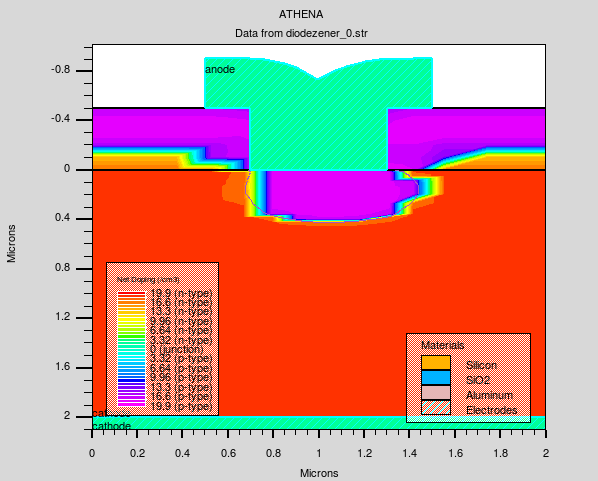 ATHENA
Data from diodezener_0.str
anode
-0.8
-0.4
0
0.4
0.8
1.2
1.6
2
Microns
Net Doping (/cm3)
19.9 (n-type)
16.6 (n-type)
13.3 (n-type)
9.96 (n-type)
6.64 (n-type)
3.32 (n-type)
0 (junction)
3.32 (p-type)
6.64 (p-type)
9.96 (p-type)
13.3 (p-type)
16.6 (p-type)
19.9 (p-type)
Materials
Silicon
SiO2
Aluminum
Electrodes
cathode
cathode
0 0.2 0.4 0.6 0.8 1 1.2 1.4 1.6 1.8 2
Microns